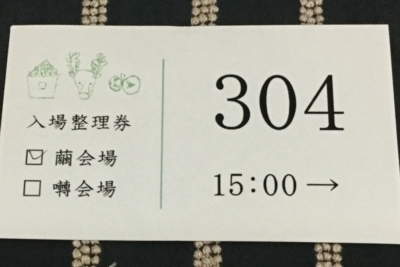 入場整理券
☑ 繭会場
☐ 囀会場
304
15:00→